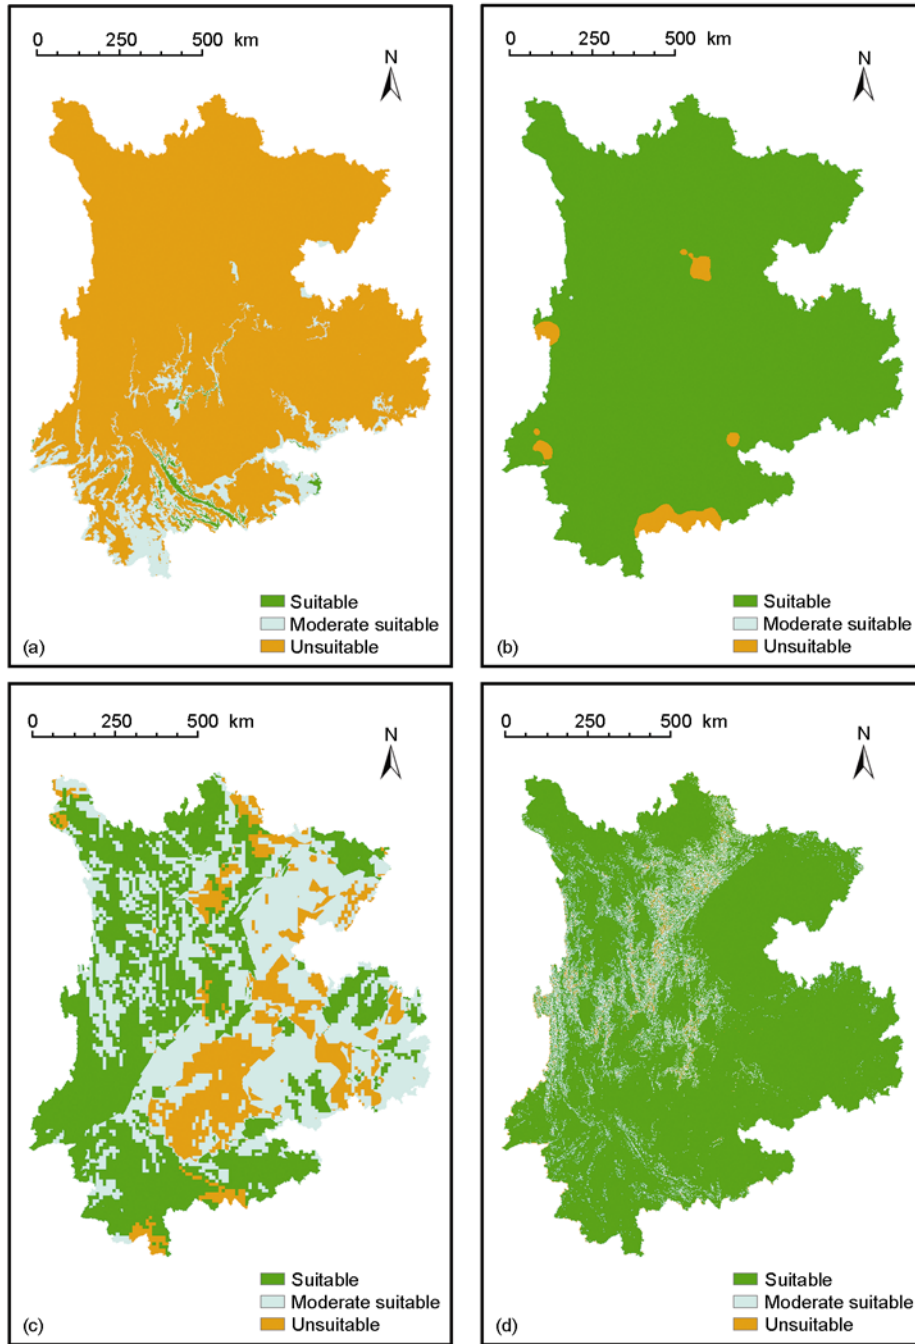 0 250 500 km
N
Suitable
Moderate suitable
Unsuitable
(a)
0 250 500 km
N
Suitable
Moderate suitable
Unsuitable
(b)
0 250 500 km
N
Suitable
Moderate suitable
Unsuitable
(c)
0 250 500 km
N
Suitable
Moderate suitable
Unsuitable
(d)